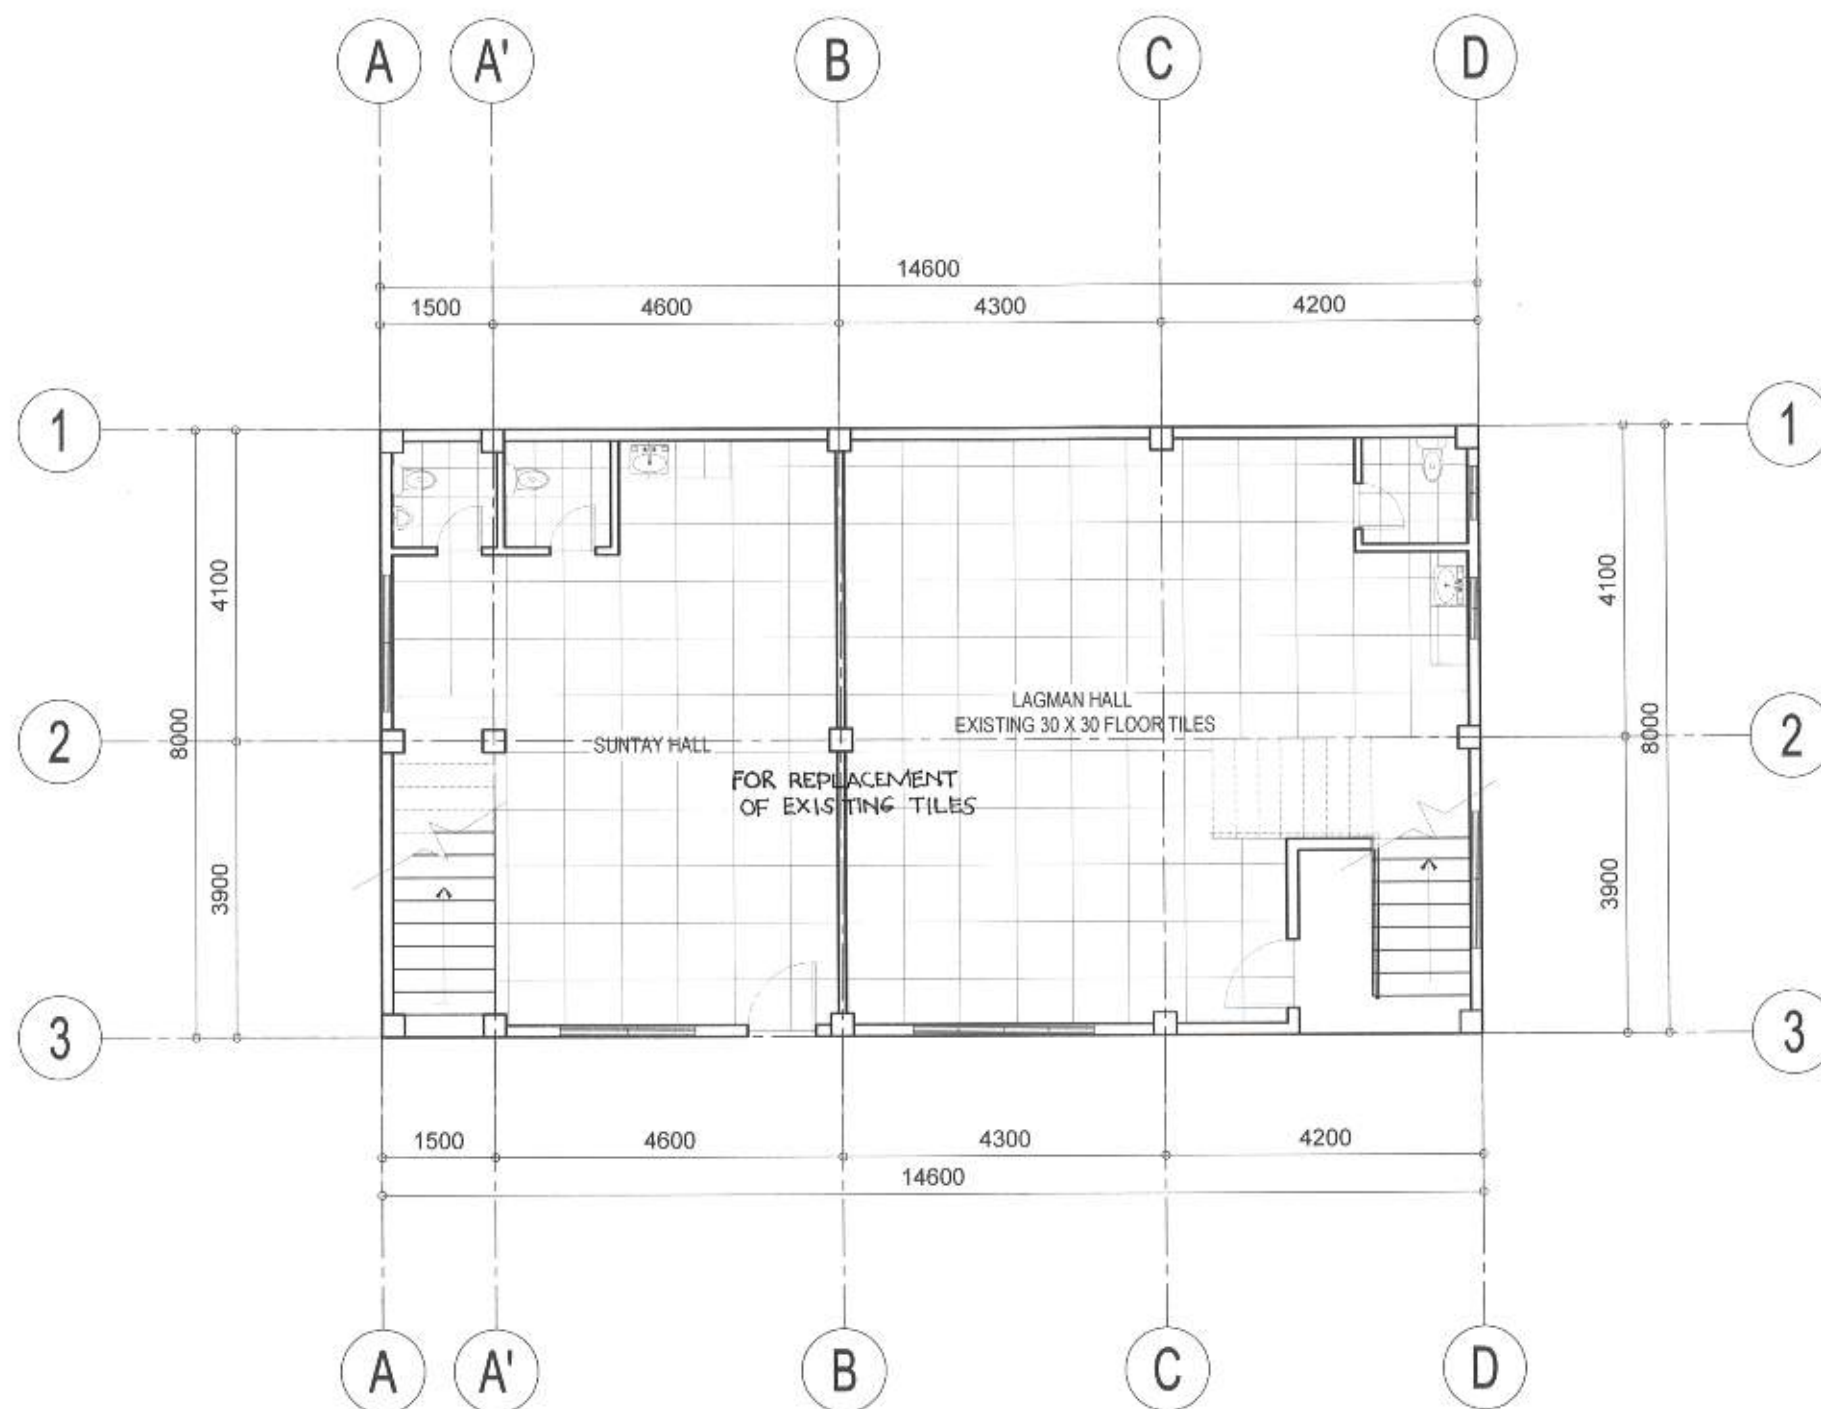 A A' B C D
14600
1500 4600 4300 4200
1 1
4100 4100
LAGMAN HALL
EXISTING 30 X 30 FLOOR TILES
2 8000 8000 2
SUNTAY HALL
FOR REPLACEMENT
OF EXISTING TILES
3900 3900
3 3
1500 4600 4300 4200
14600
A A' B C D